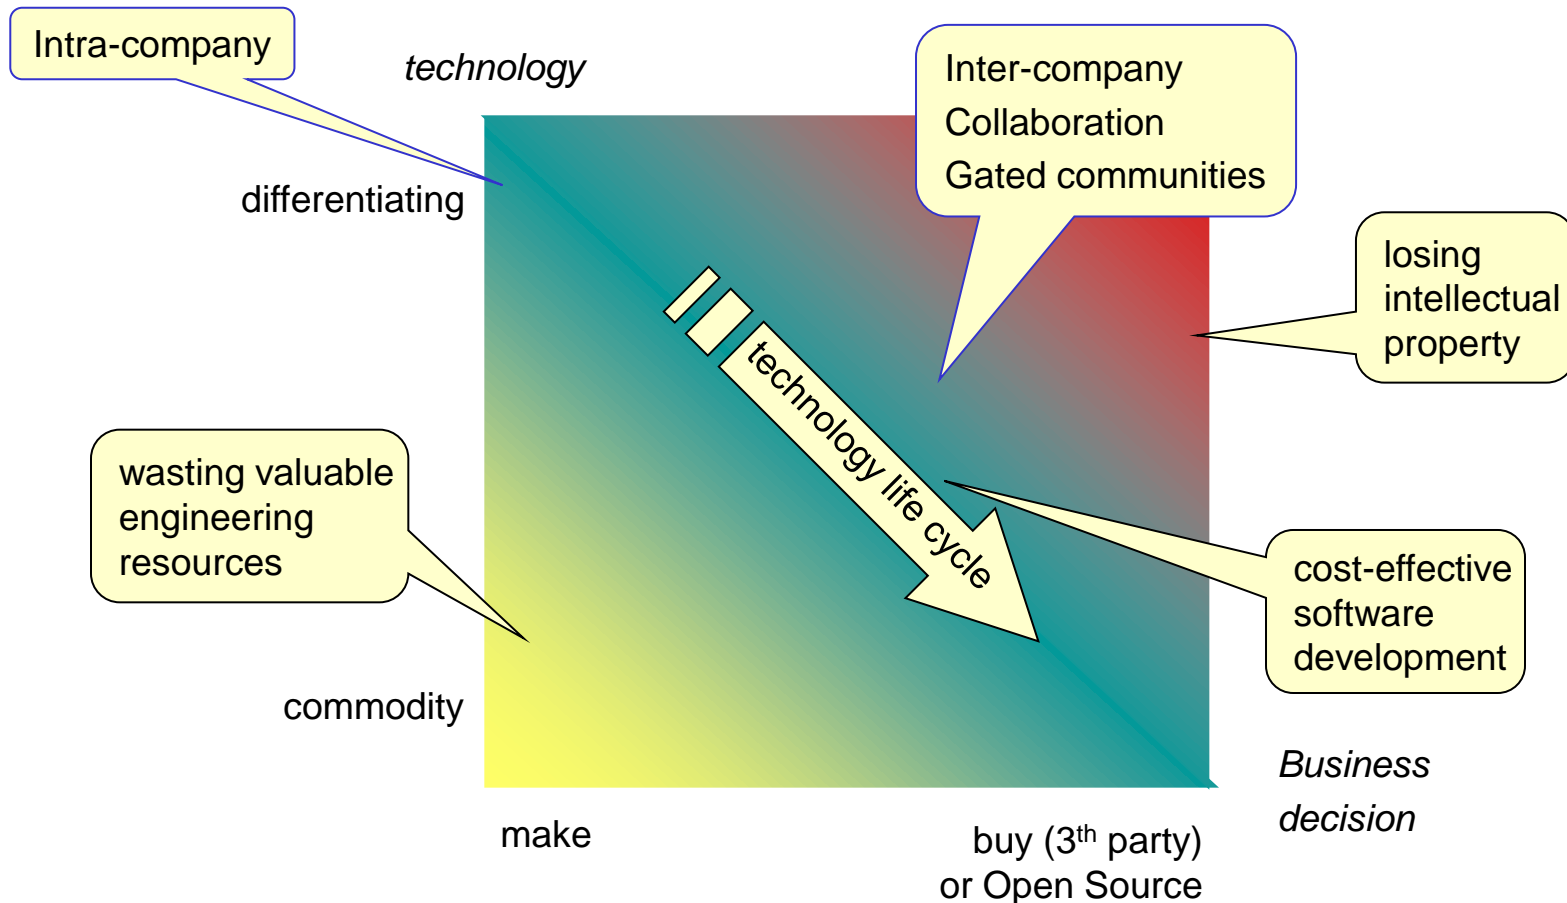 Intra-company
technology
Inter-company
Collaboration
Gated communities
differentiating
losing
intellectual
property
technology life cycle
wasting valuable
engineering
resources
cost-effective
software
development
commodity
Business
decision
make
buy (3th party)
or Open Source